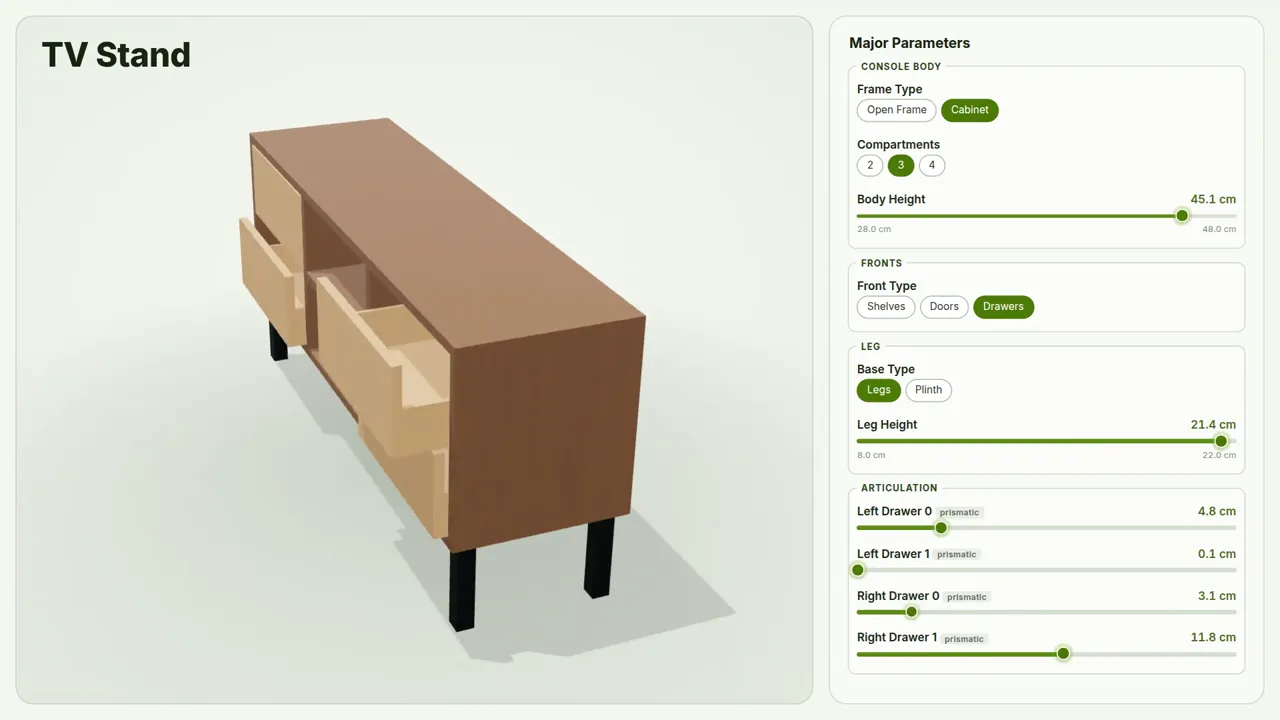 TV Stand
Major Parameters
CONSOLE BODY
Frame Type
Open Frame Cabinet
Compartments
2 3 4
Body Height 45.1 cm
28.0 cm 48.0 cm
FRONTS
Front Type
Shelves Doors Drawers
LEG
Base Type
Legs Plinth
Leg Height 21.4 cm
8.0 cm 22.0 cm
ARTICULATION
Left Drawer 0 prismatic 4.8 cm
Left Drawer 1 prismatic 0.1 cm
Right Drawer 0 prismatic 3.1 cm
Right Drawer 1 prismatic 11.8 cm